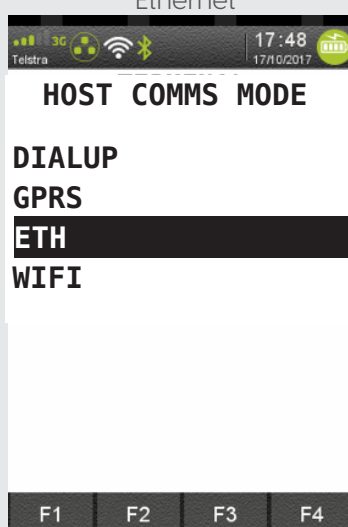 Ethernet
3G
17:48
Telstra
17/10/2017
HOST COMMS MODE
DIALUP
GPRS
ETH
WIFI
F1 F2 F3 F4